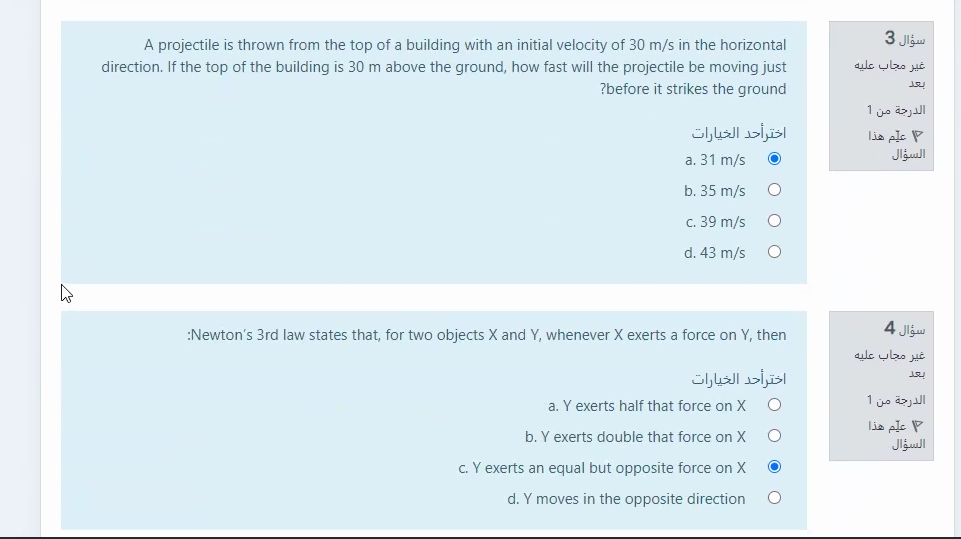 سؤال 3
غير مجاب عليه
بعد
الدرجة من 1
علِّم هذا
السؤال
A projectile is thrown from the top of a building with an initial velocity of 30 m/s in the horizontal
direction. If the top of the building is 30 m above the ground, how fast will the projectile be moving just
?before it strikes the ground
اخترأحد الخيارات
a. 31 m/s
b. 35 m/s
c. 39 m/s
d. 43 m/s
سؤال 4
غير مجاب عليه
بعد
الدرجة من 1
علِّم هذا
السؤال
:Newton's 3rd law states that, for two objects X and Y, whenever X exerts a force on Y, then
اخترأحد الخيارات
a. Y exerts half that force on X
b. Y exerts double that force on X
c. Y exerts an equal but opposite force on X
d. Y moves in the opposite direction